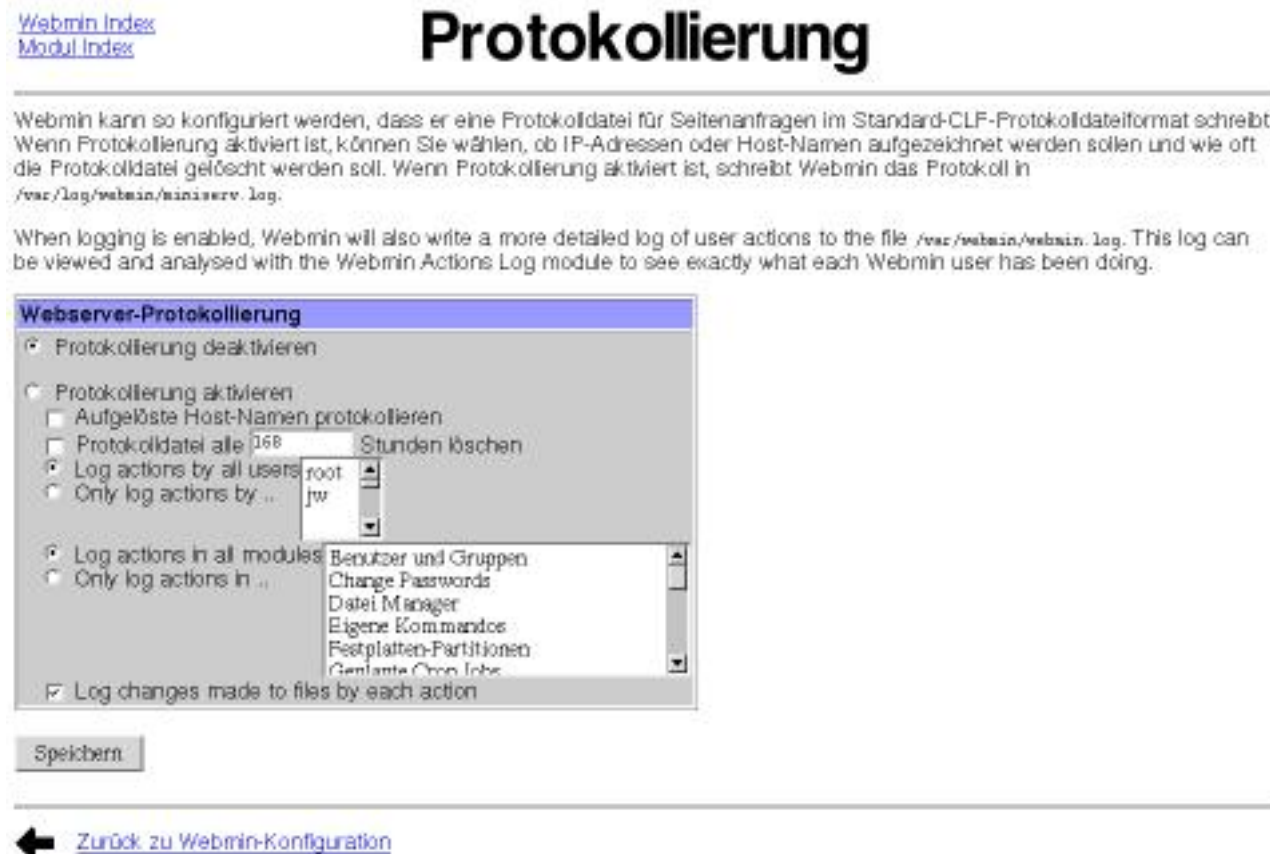 Webmin Index
Modul Index
Protokollierung
Webmin kann so konfiguriert werden, dass er eine Protokolldatei für Seitenanfragen im Standard-CLF-Protokolldateiformat schreibt
Wenn Protokollierung aktiviert ist, können Sie wählen, ob IP-Adressen oder Host-Namen aufgezeichnet werden sollen und wie oft
die Protokolldatei gelöscht werden soll. Wenn Protokollierung aktiviert ist, schreibt Webmin das Protokoll in
/var/log/webmin/miniserv.log.
When logging is enabled, Webmin will also write a more detailed log of user actions to the file /var/webmin/webmin.log. This log can
be viewed and analysed with the Webmin Actions Log module to see exactly what each Webmin user has been doing.
Webserver-Protokollierung
Protokollierung deaktivieren
Protokollierung aktivieren
Aufgelöste Host-Namen protokollieren
Protokolldatei alle 168 Stunden löschen
Log actions by all users
Only log actions by ..
root
jw
Log actions in all modules
Only log actions in ..
Benutzer und Gruppen
Change Passwords
Datei Manager
Eigene Kommandos
Festplatten-Partitionen
Geplante Cron Jobs
Log changes made to files by each action
Speichern
Zurück zu Webmin-Konfiguration